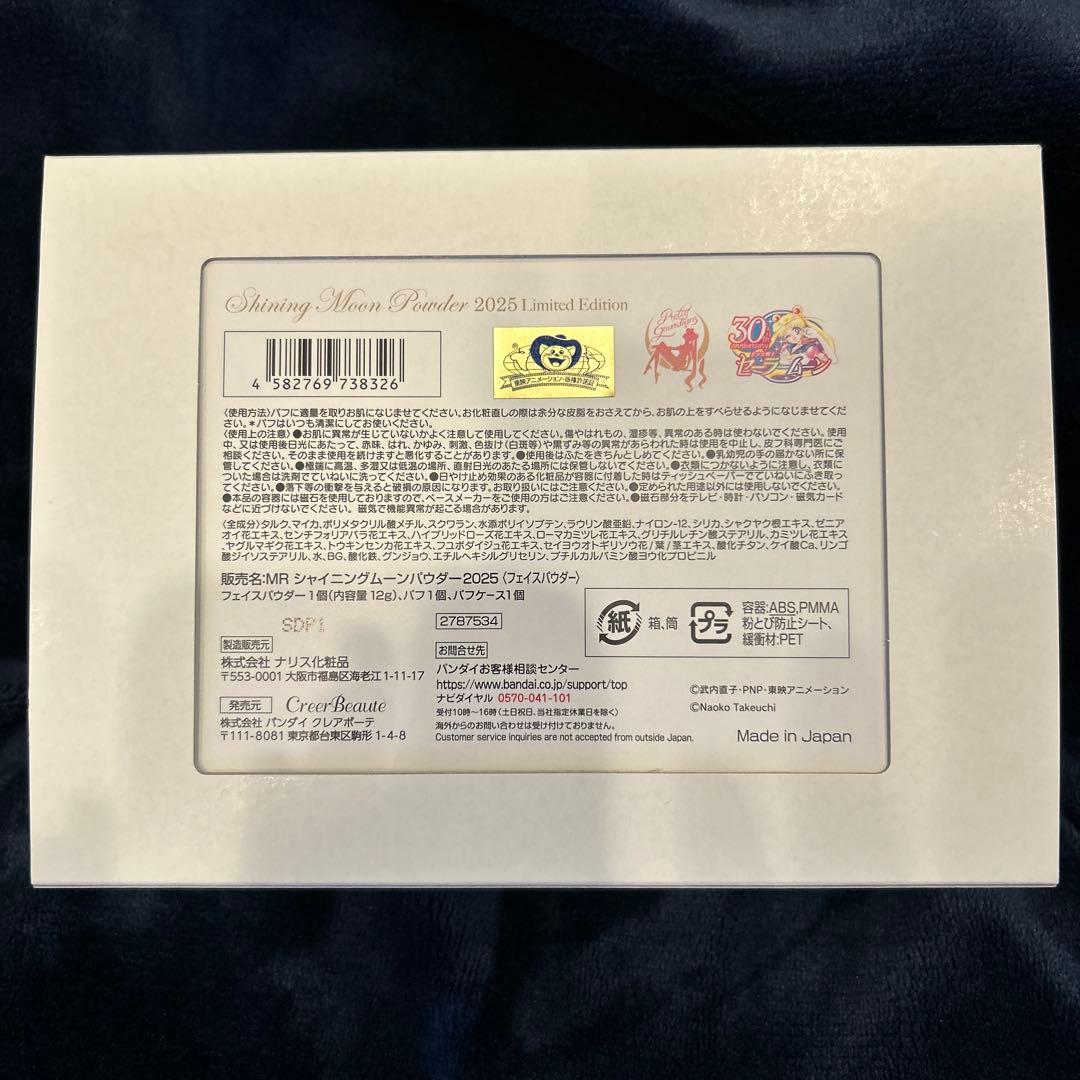 Shining Moon Powder 2025 Limited Edition
Pretty Guardians
30th anniversary
セーラームーン
4 582769 738326
東映アニメーション・版権許諾証
〈使用方法〉パフに適量を取りお肌になじませてください。お化粧直しの際は余分な皮脂をおさえてから、お肌の上をすべらせるようになじませてくだ
さい。*パフはいつも清潔にしてお使いください。
〈使用上の注意〉●お肌に異常が生じていないかよく注意して使用してください。傷やはれもの、湿疹等、異常のある時は使わないでください。使用
中、又は使用後日光にあたって、赤味、はれ、かゆみ、刺激、色抜け(白斑等)や黒ずみ等の異常があらわれた時は使用を中止し、皮フ科専門医にご
相談ください。そのまま使用を続けますと悪化することがあります。●使用後はふたをきちんとしめてください。●乳幼児の手の届かない所に保
管してください。●極端に高温、多湿又は低温の場所、直射日光のあたる場所には保管しないでください。●衣類につかないように注意し、衣類に
ついた場合は洗剤でていねいに洗ってください。●日やけ止め効果のある化粧品が容器に付着した時はティッシュペーパーでていねいにふき取っ
てください。●落下等の衝撃を与えると破損の原因になります。お取り扱いにはご注意ください。●定められた用途以外には使用しないでください。
●本品の容器には磁石を使用しておりますので、ペースメーカーをご使用の方はご注意ください。●磁石部分をテレビ・時計・パソコン・磁気カード
などに近づけないでください。磁気で機能異常が起こる場合があります。
〈全成分〉タルク、マイカ、ポリメタクリル酸メチル、スクワラン、水添ポリイソブテン、ラウリン酸亜鉛、ナイロン-12、シリカ、シャクヤク根エキス、ゼニア
オイ花エキス、センチフォリアバラ花エキス、ハイブリッドローズ花エキス、ローマカミツレ花エキス、グリチルレチン酸ステアリル、カミツレ花エキス
、ヤグルマギク花エキス、トウキンセンカ花エキス、フユボダイジュ花エキス、セイヨウオトギリソウ花/葉/茎エキス、酸化チタン、ケイ酸Ca、リンゴ
酸ジイソステアリル、水、BG、酸化鉄、グンジョウ、エチルヘキシルグリセリン、ブチルカルバミン酸ヨウ化プロピニル
販売名:MR シャイニングムーンパウダー2025〈フェイスパウダー〉
フェイスパウダー1個(内容量12g)、パフ1個、パフケース1個
SDP1
2787534
紙
箱、筒
プラ
容器:ABS,PMMA
粉とび防止シート、
緩衝材:PET
製造販売元
株式会社 ナリス化粧品
〒553-0001 大阪市福島区海老江1-11-17
発売元 CreerBeaute
株式会社 バンダイ クレアボーテ
〒111-8081 東京都台東区駒形1-4-8
お問合せ先
バンダイお客様相談センター
https://www.bandai.co.jp/support/top
ナビダイヤル 0570-041-101
受付10時~16時(土日祝日、当社指定休業日を除く)
海外からのお問い合わせは受け付けておりません。
Customer service inquiries are not accepted from outside Japan.
©武内直子・PNP・東映アニメーション
©Naoko Takeuchi
Made in Japan